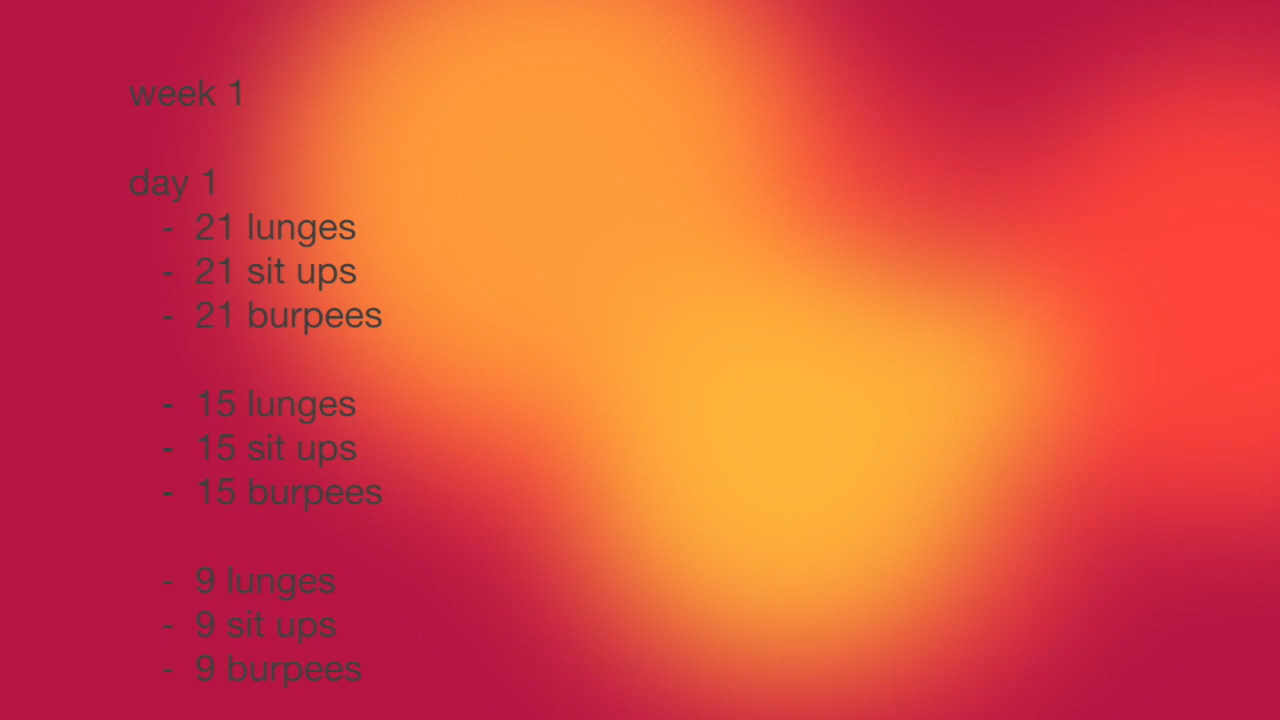 week 1
day 1
- 21 lunges
- 21 sit ups
- 21 burpees
- 15 lunges
- 15 sit ups
- 15 burpees
- 9 lunges
- 9 sit ups
- 9 burpees